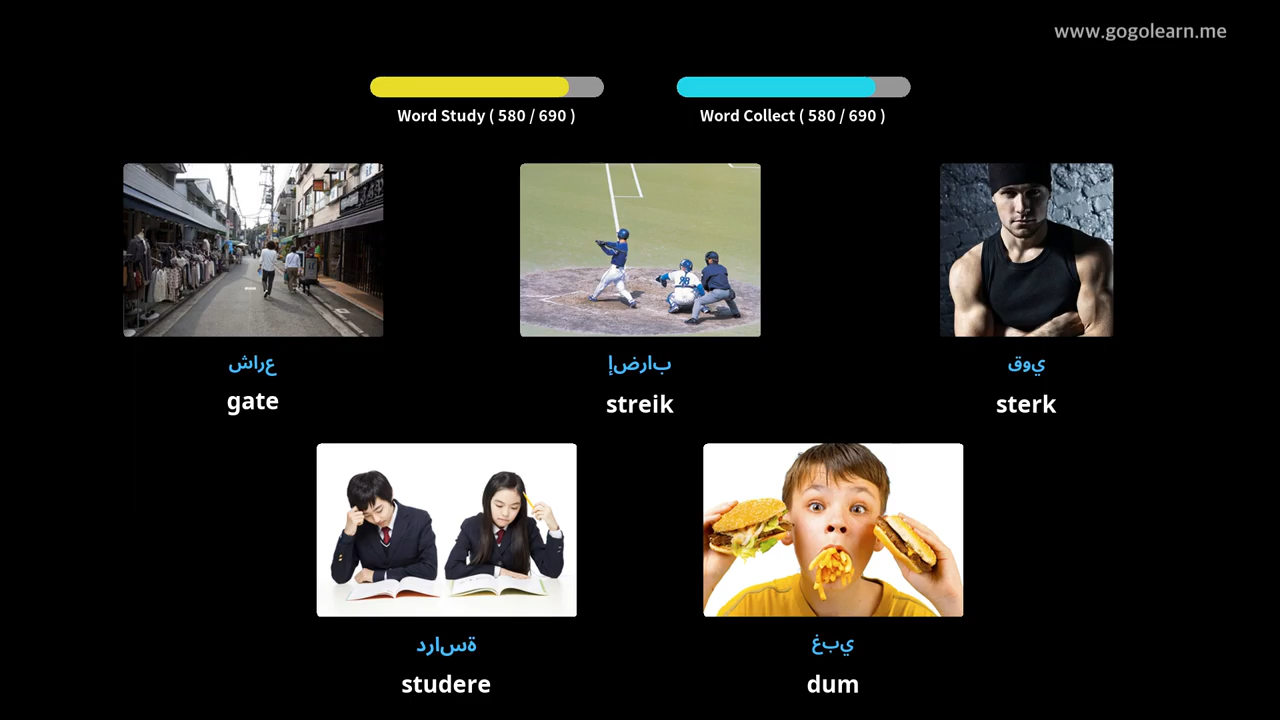 www.gogolearn.me
Word Study ( 580 / 690 )
Word Collect ( 580 / 690 )
عراش
gate
بارضإ
streik
يوق
sterk
ةسارد
studere
يبغ
dum